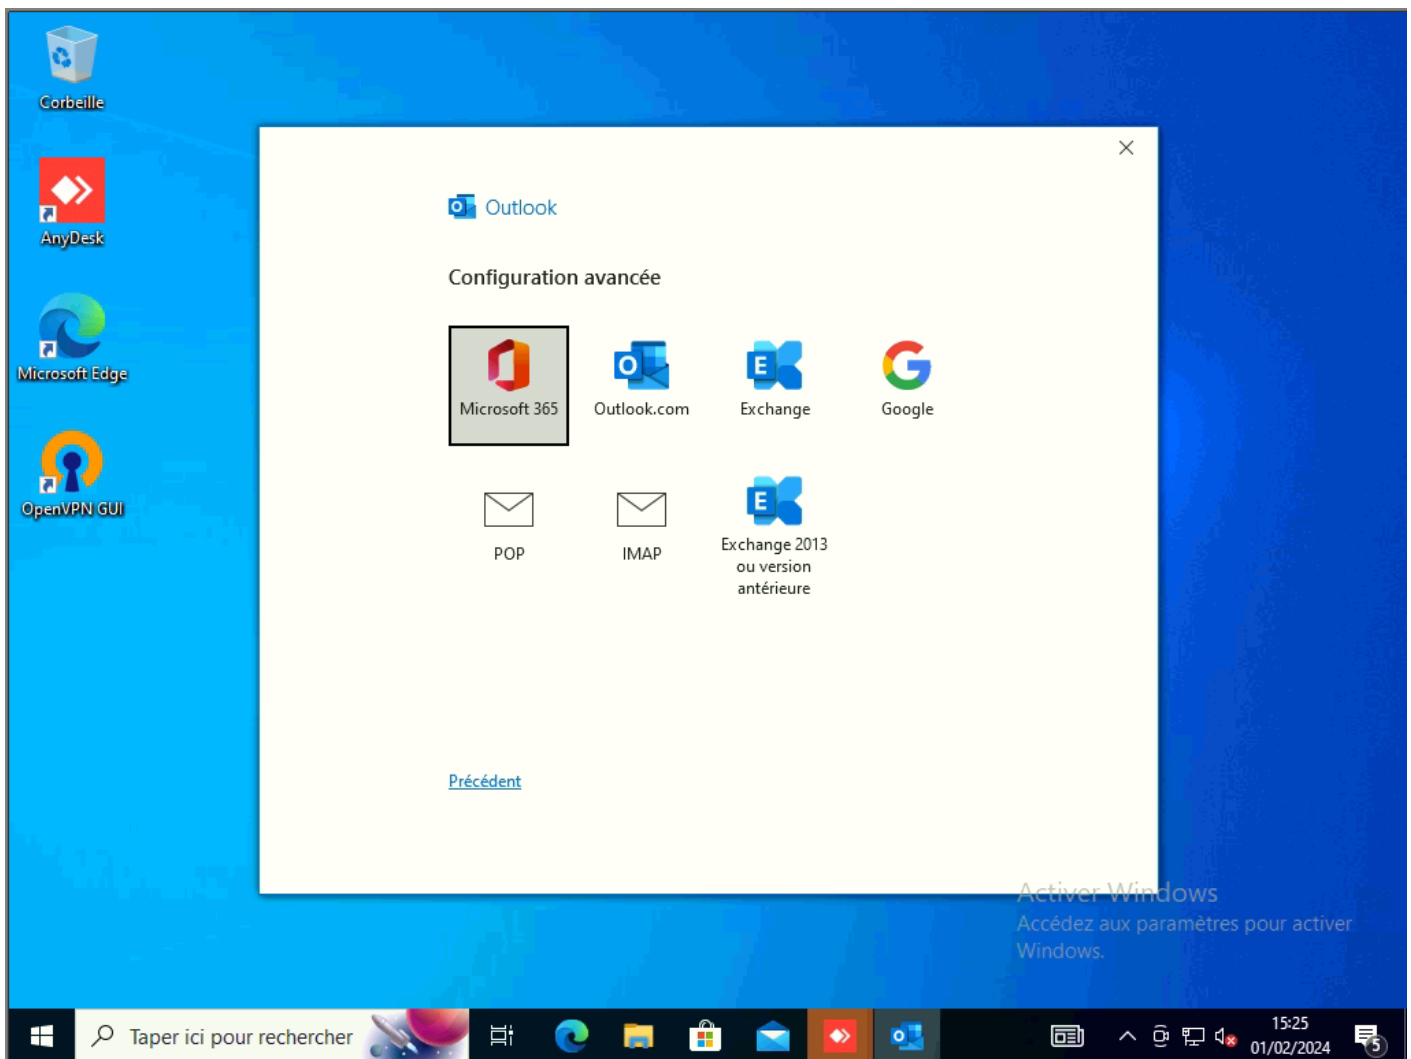 Corbeille
AnyDesk
Microsoft Edge
OpenVPN GUI
Outlook
Configuration avancée
Microsoft 365
Outlook.com
Exchange
Google
POP
IMAP
Exchange 2013
ou version
antérieure
Précédent
Activer Windows
Accédez aux paramètres pour activer
Windows.
Taper ici pour rechercher
15:25
01/02/2024
5